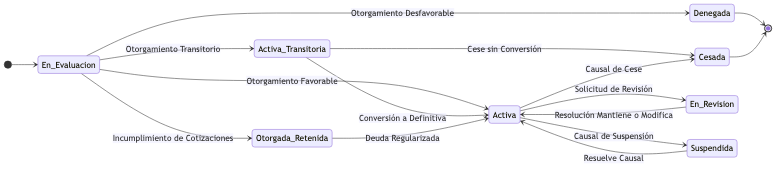 Otorgamiento Desfavorable
Denegada
Otorgamiento Transitorio
Activa_Transitoria
Cese sin Conversión
Cesada
En_Evaluacion
Causal de Cese
Otorgamiento Favorable
Solicitud de Revisión
En_Revision
Conversión a Definitiva
Activa
Resolución Mantiene o Modifica
Incumplimiento de Cotizaciones
Otorgada_Retenida
Deuda Regularizada
Causal de Suspensión
Suspendida
Resuelve Causal